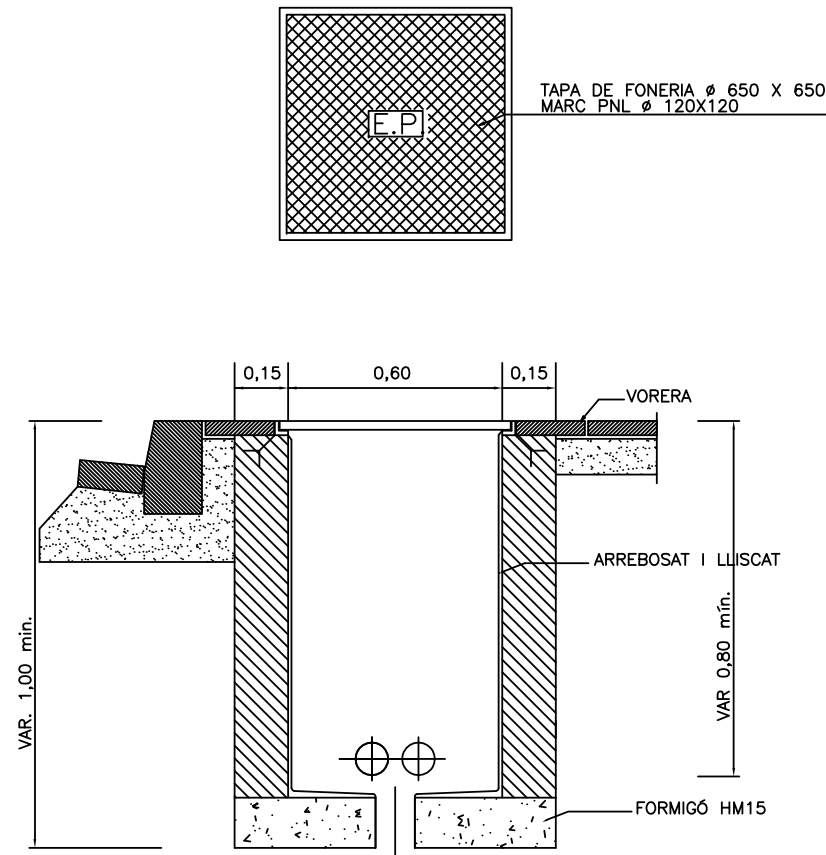 TAPA DE FONERIA ø 650 X 650
MARC PNL ø 120X120
E.P.
0,15
0,60
0,15
VORERA
ARREBOSAT I LLISCAT
VAR. 1,00 min.
VAR 0,80 mín.
FORMIGÓ HM15